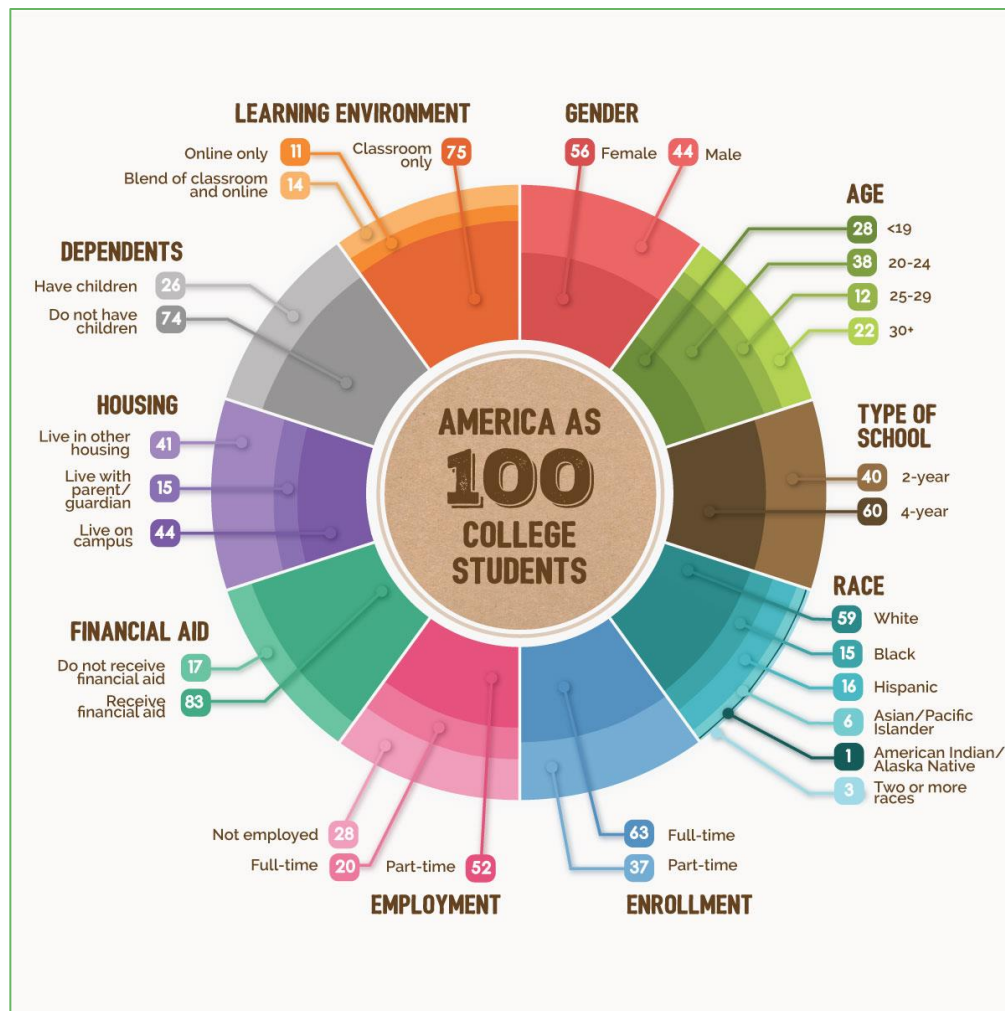 LEARNING ENVIRONMENT
Online only 11
Blend of classroom
and online 14
Classroom
only 75
GENDER
56 Female
44 Male
AGE
28 <19
38 20-24
12 25-29
22 30+
TYPE OF
SCHOOL
40 2-year
60 4-year
RACE
59 White
15 Black
16 Hispanic
6 Asian/Pacific
Islander
1 American Indian/
Alaska Native
3 Two or more
races
ENROLLMENT
63 Full-time
37 Part-time
EMPLOYMENT
Not employed 28
Full-time 20
Part-time 52
FINANCIAL AID
Do not receive
financial aid 17
Receive
financial aid 83
HOUSING
Live in other
housing 41
Live with
parent/
guardian 15
Live on
campus 44
DEPENDENTS
Have children 26
Do not have
children 74
AMERICA AS
100
COLLEGE
STUDENTS